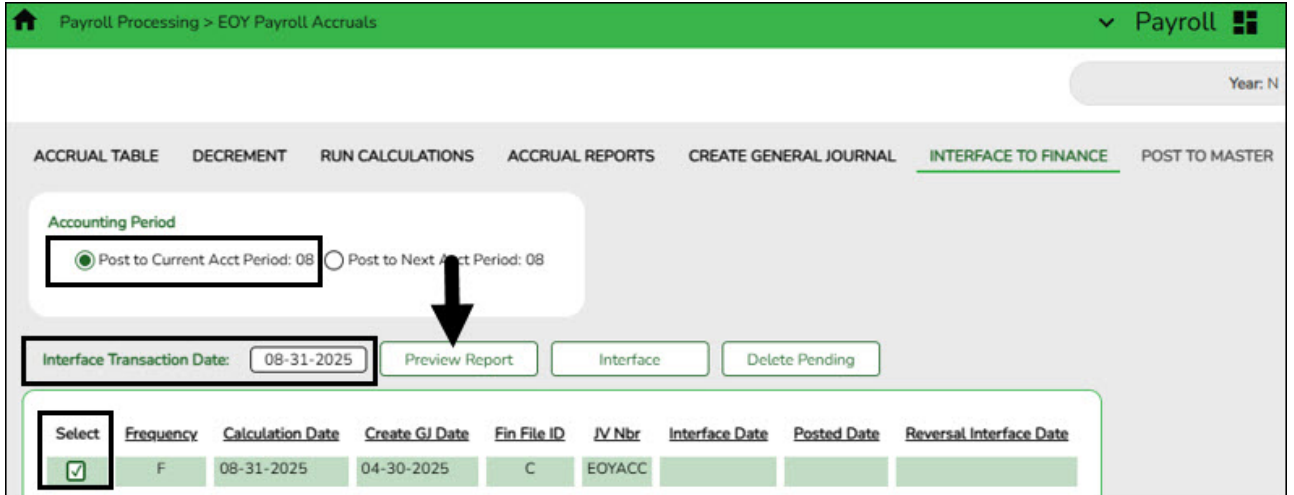 Payroll Processing > EOY Payroll Accruals
Payroll
Year: N
ACCRUAL TABLE DECREMENT RUN CALCULATIONS ACCRUAL REPORTS CREATE GENERAL JOURNAL INTERFACE TO FINANCE POST TO MASTER
Accounting Period
Post to Current Acct Period: 08 Post to Next Acct Period: 08
Interface Transaction Date: 08-31-2025 Preview Report Interface Delete Pending
Select Frequency Calculation Date Create GJ Date Fin File ID JV Nbr Interface Date Posted Date Reversal Interface Date
F 08-31-2025 04-30-2025 C EOYACC